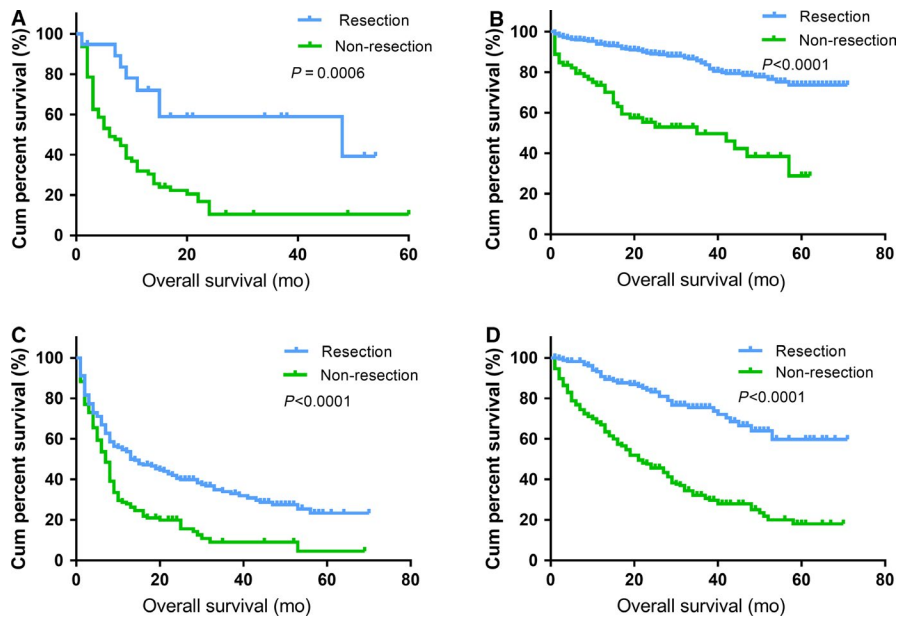 A
Resection
Non-resection
P = 0.0006
Cum percent survival (%)
100
80
60
40
20
0
0 20 40 60
Overall survival (mo)
B
Resection
Non-resection
P<0.0001
Cum percent survival (%)
100
80
60
40
20
0
0 20 40 60 80
Overall survival (mo)
C
Resection
Non-resection
P<0.0001
Cum percent survival (%)
100
80
60
40
20
0
0 20 40 60 80
Overall survival (mo)
D
Resection
Non-resection
P<0.0001
Cum percent survival (%)
100
80
60
40
20
0
0 20 40 60 80
Overall survival (mo)